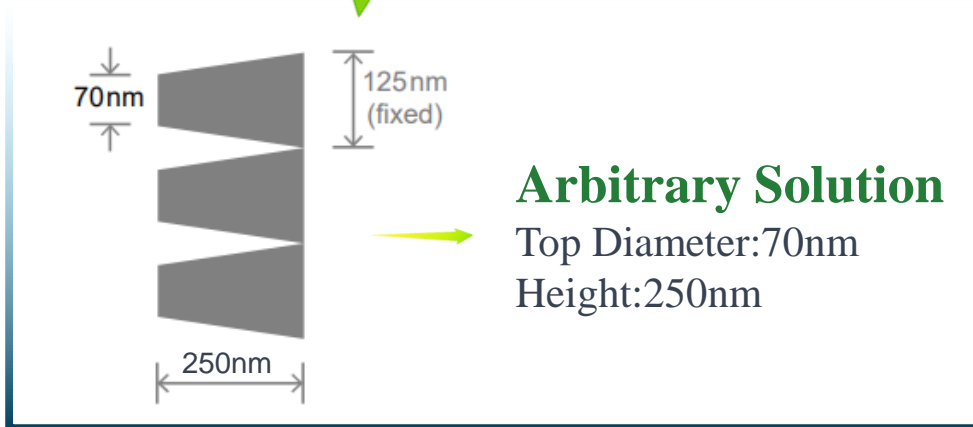 70nm
125nm
(fixed)
Arbitrary Solution
Top Diameter:70nm
Height:250nm
250nm